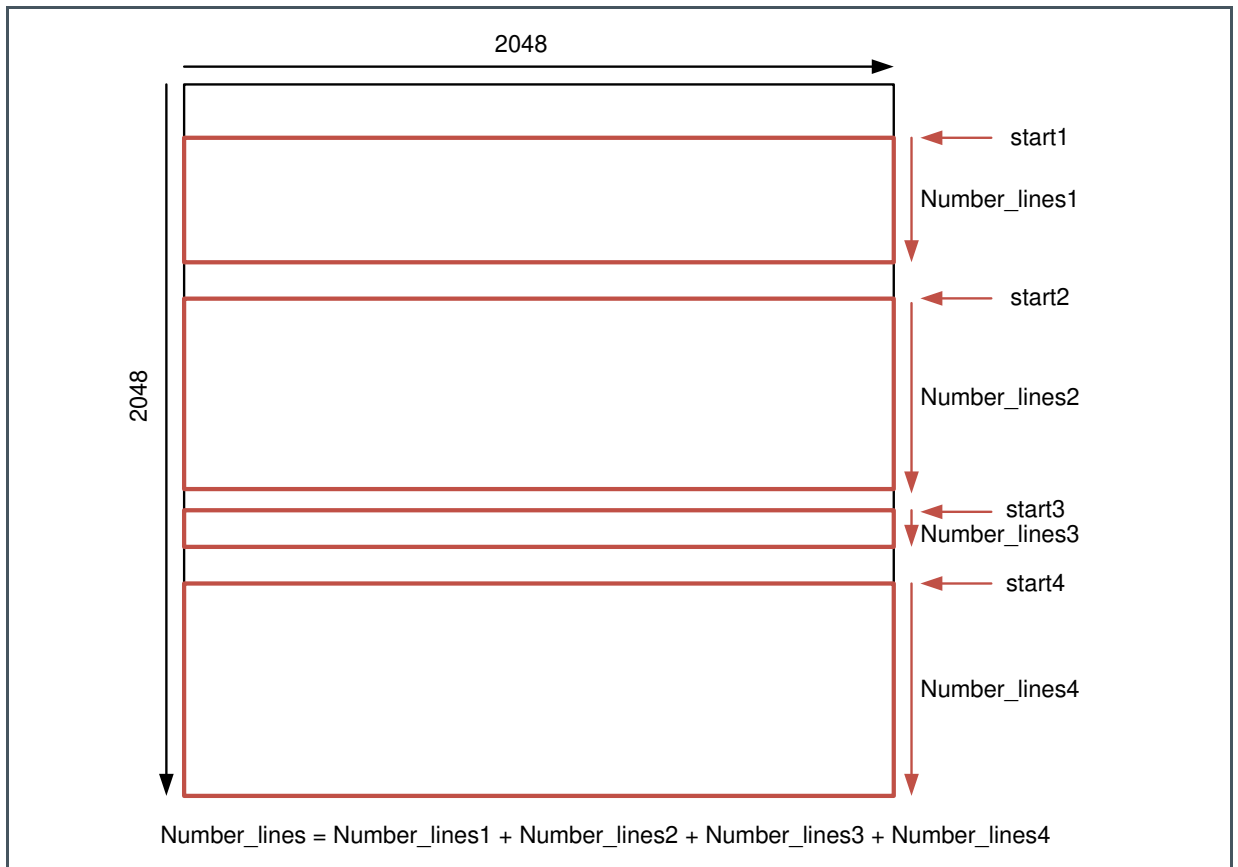 2048
start1
Number_lines1
start2
2048
Number_lines2
start3
Number_lines3
start4
Number_lines4
Number_lines = Number_lines1 + Number_lines2 + Number_lines3 + Number_lines4